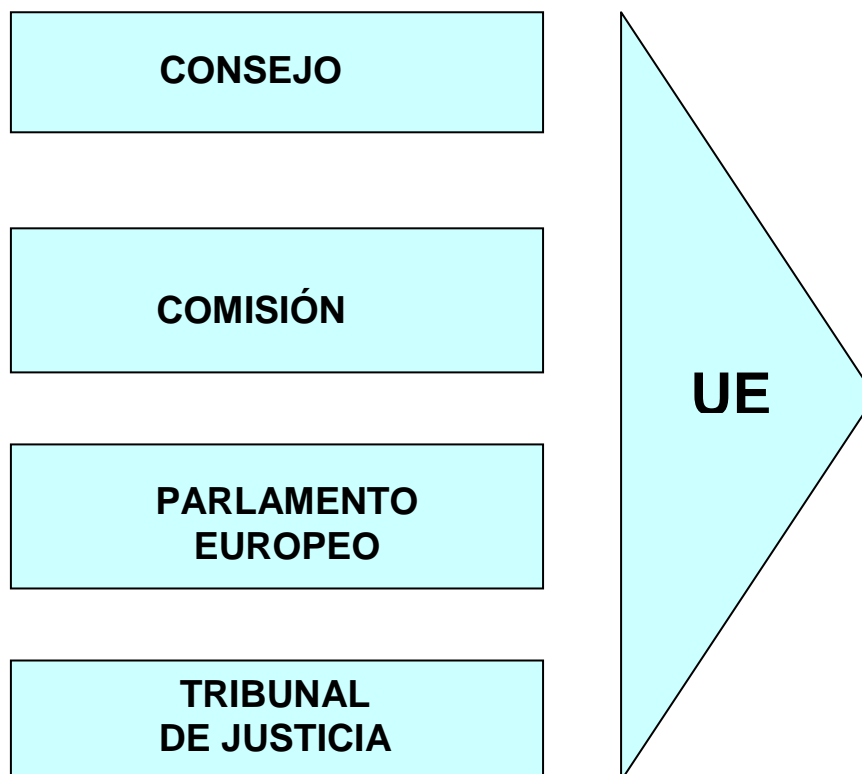 CONSEJO
COMISIÓN
UE
PARLAMENTO
EUROPEO
TRIBUNAL
DE JUSTICIA